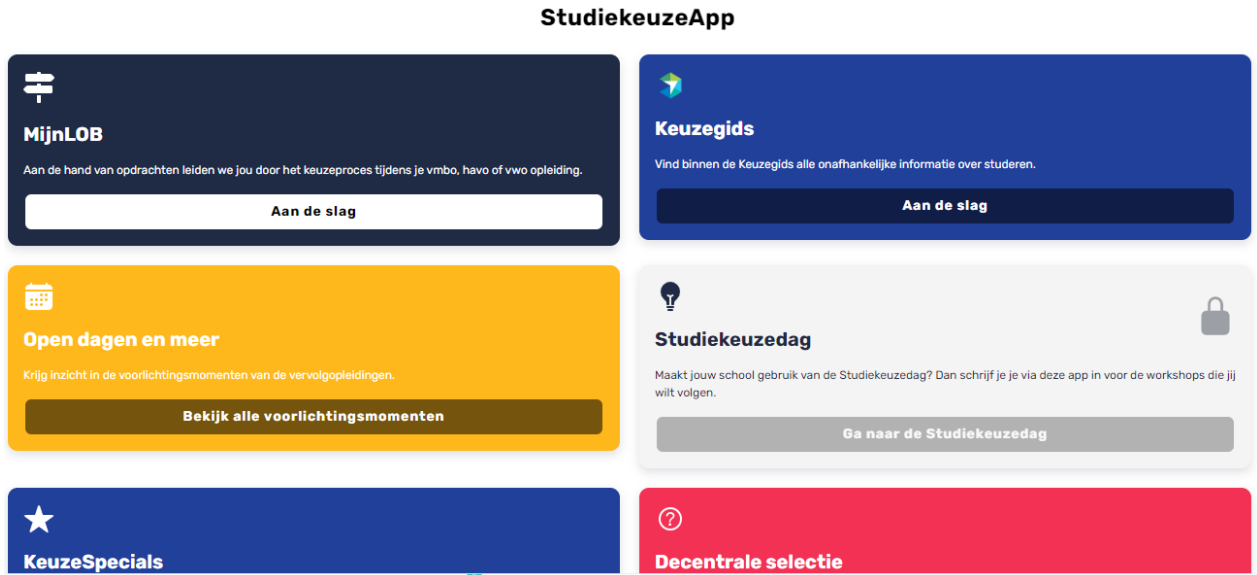 StudiekeuzeApp
MijnLOB
Aan de hand van opdrachten leiden we jou door het keuzeproces tijdens je vmbo, havo of vwo opleiding.
Aan de slag
Keuzegids
Vind binnen de Keuzegids alle onafhankelijke informatie over studeren.
Aan de slag
Open dagen en meer
Krijg inzicht in de voorlichtingsmomenten van de vervolgopleidingen.
Bekijk alle voorlichtingsmomenten
Studiekeuzedag
Maakt jouw school gebruik van de Studiekeuzedag? Dan schrijf je je via deze app in voor de workshops die jij
wilt volgen.
Ga naar de Studiekeuzedag
KeuzeSpecials
Decentrale selectie